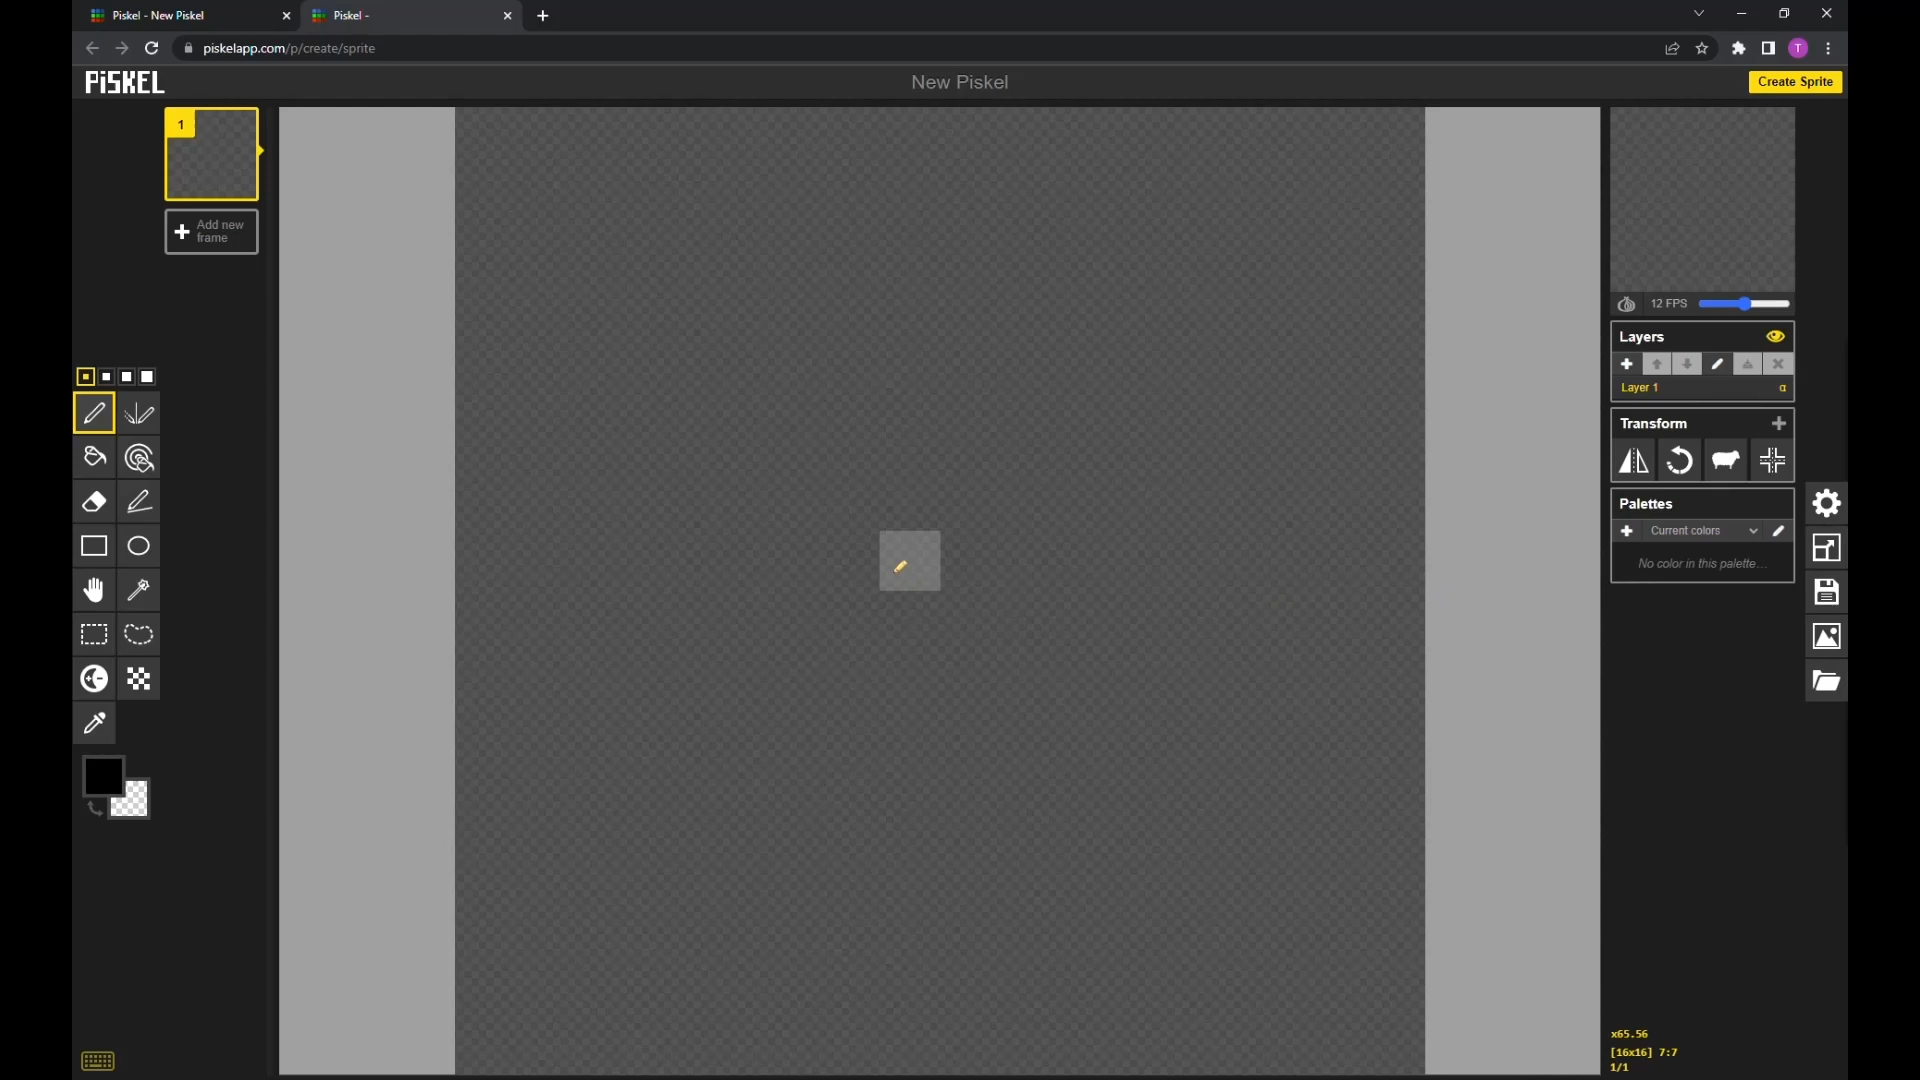 Piskel - New Piskel
Piskel -
piskelapp.com/p/create/sprite
T
PISKEL
New Piskel
Create Sprite
1
Add new
frame
12 FPS
Layers
Layer 1
α
Transform
Palettes
Current colors
No color in this palette...
x65.56
[16x16] 7:7
1/1